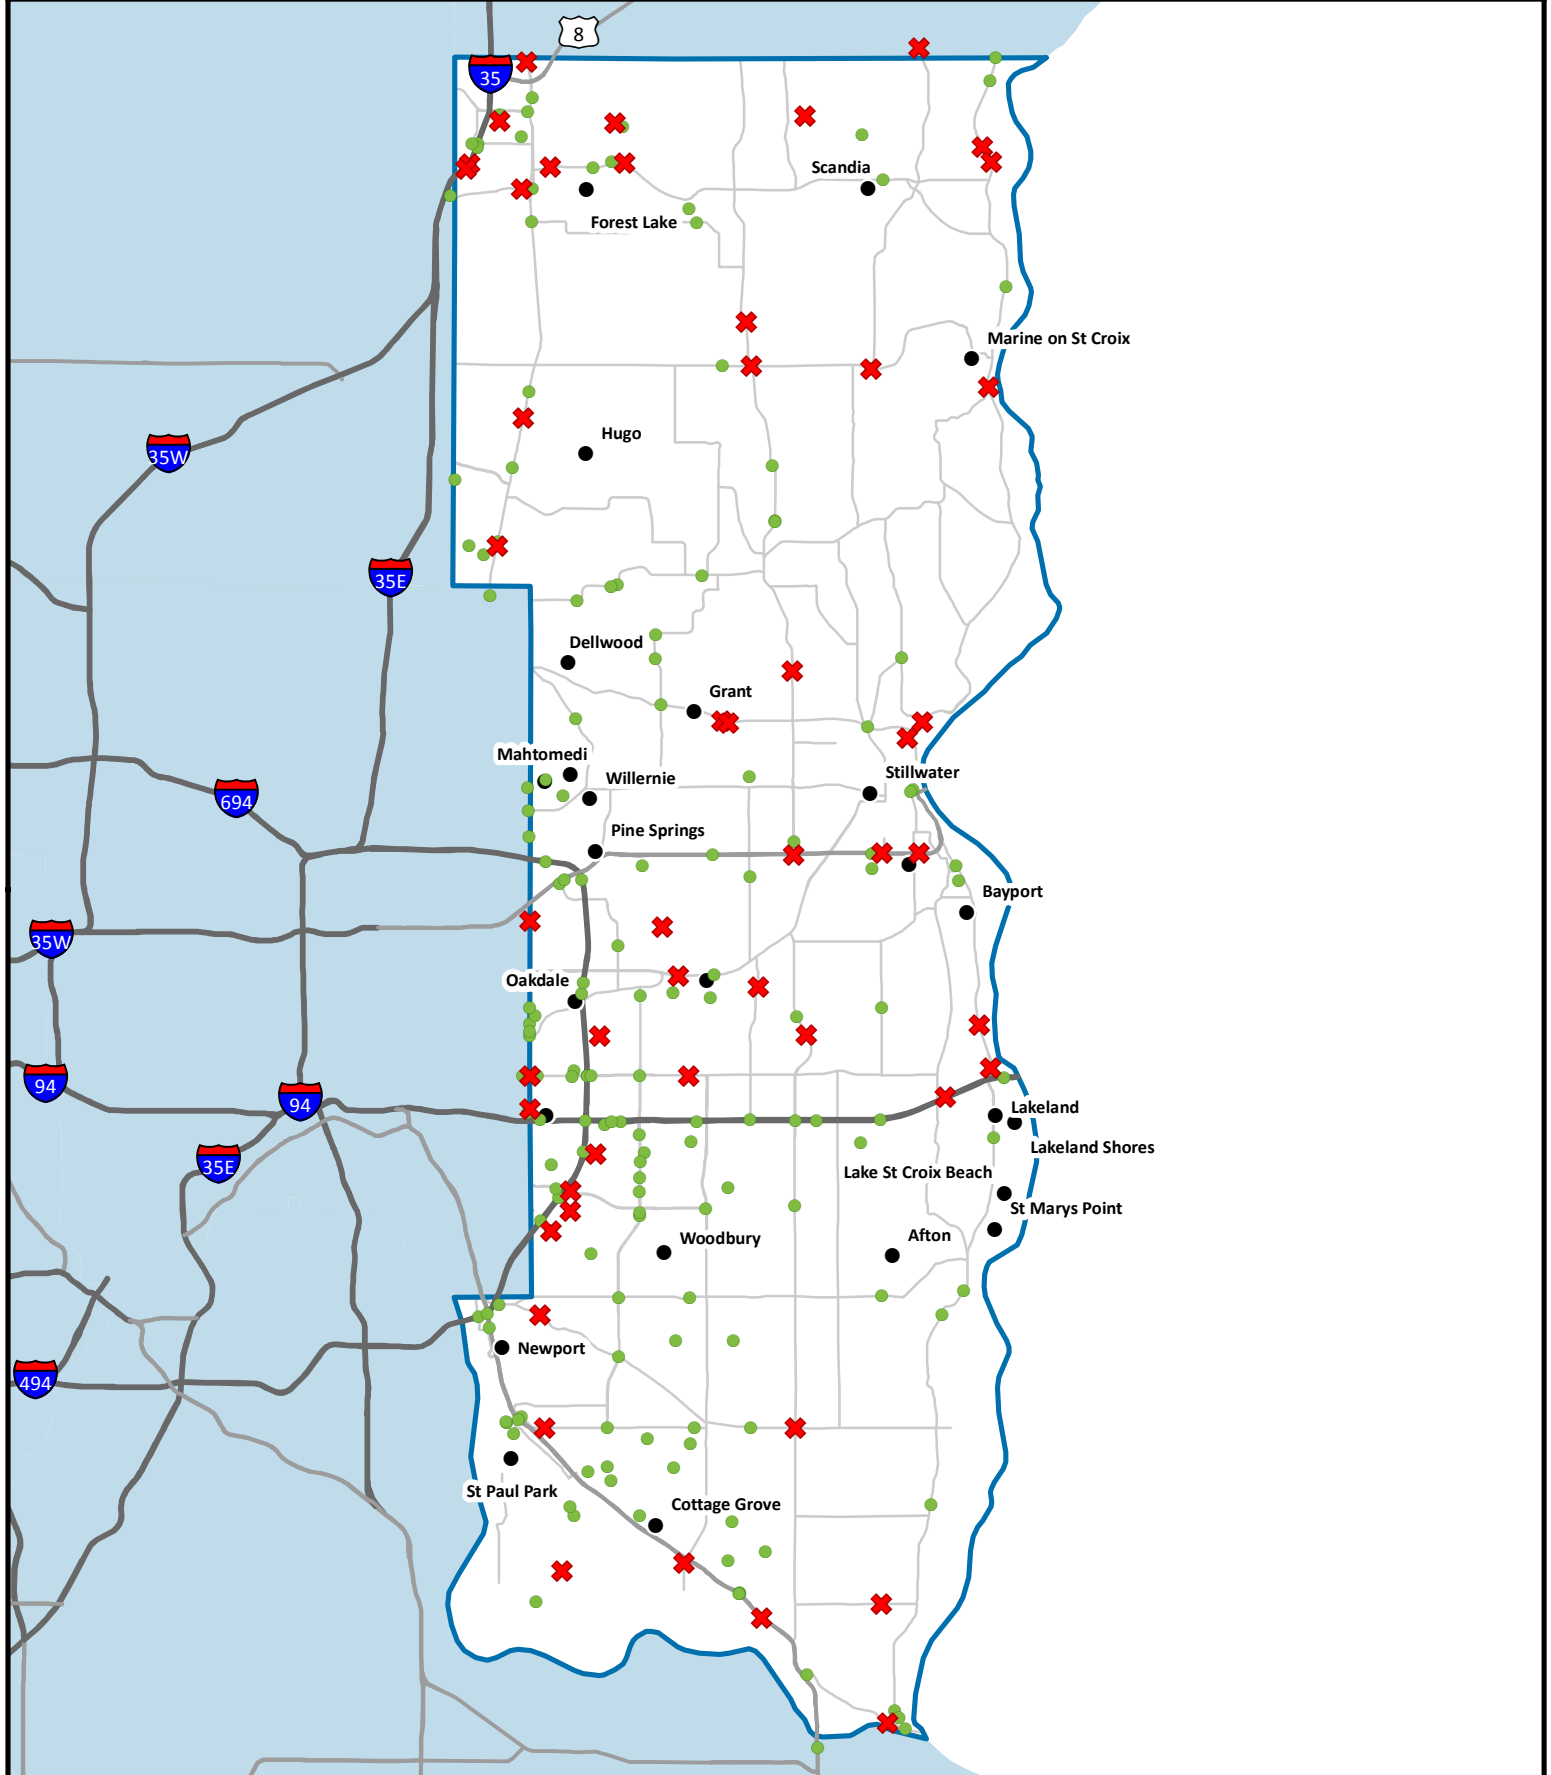 8
35
Scandia
Forest Lake
Marine on St Croix
Hugo
35W
35E
Dellwood
Grant
Mahtomedi
Stillwater
Willernie
694
Pine Springs
Bayport
35W
Oakdale
94
94
Lakeland
Lakeland Shores
35E
Lake St Croix Beach
St Marys Point
Afton
Woodbury
Newport
494
St Paul Park
Cottage Grove